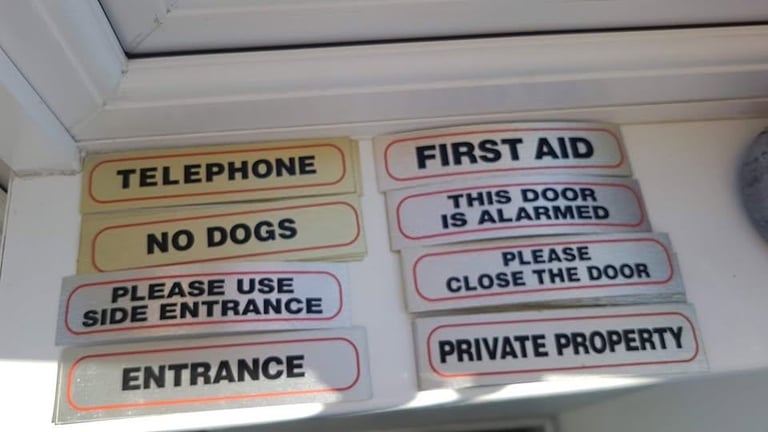 TELEPHONE
NO DOGS
PLEASE USE
SIDE ENTRANCE
ENTRANCE
FIRST AID
THIS DOOR
IS ALARMED
PLEASE
CLOSE THE DOOR
PRIVATE PROPERTY